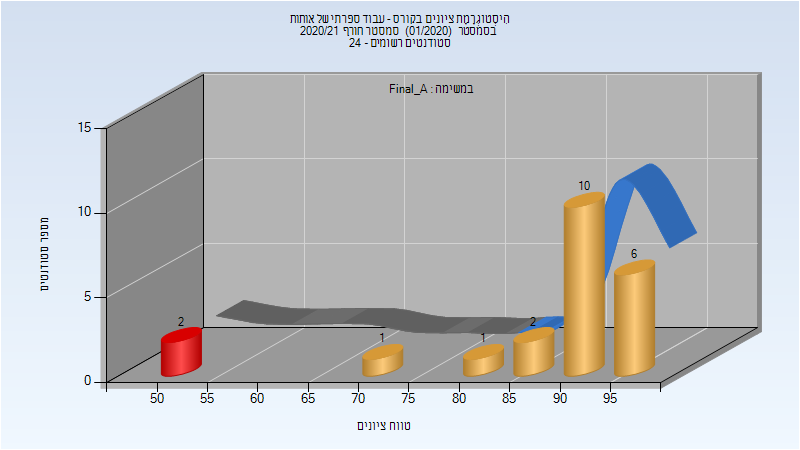 הִיסְטוֹגְרָמַת ציונים בקורס - עבוד ספרתי של אותות
בסמסטר (01/2020) סמסטר חורף 2020/21
סטודנטים רשומים - 24
במשימה : Final_A
מספר סטודנטים
15
10
5
0
2
1
1
2
10
6
50 55 60 65 70 75 80 85 90 95
טווח ציונים